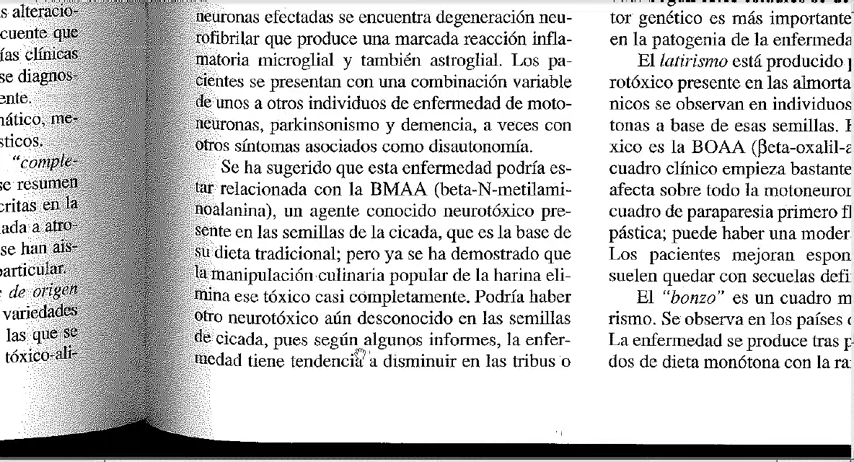 s alteracio-
cuente que
ías clínicas
se diagnos-
ente.
nático, me-
sticos.
"comple-
se resumen
critas en la
ada a atro-
se han ais-
particular.
de origen
variedades
las que se
tóxico-ali-
neuronas efectadas se encuentra degeneración neu-
rofibrilar que produce una marcada reacción infla-
matoria microglial y también astroglial. Los pa-
cientes se presentan con una combinación variable
de unos a otros individuos de enfermedad de moto-
neuronas, parkinsonismo y demencia, a veces con
otros síntomas asociados como disautonomía.
Se ha sugerido que esta enfermedad podría es-
tar relacionada con la BMAA (beta-N-metilami-
noalanina), un agente conocido neurotóxico pre-
sente en las semillas de la cicada, que es la base de
su dieta tradicional; pero ya se ha demostrado que
la manipulación culinaria popular de la harina eli-
mina ese tóxico casi completamente. Podría haber
otro neurotóxico aún desconocido en las semillas
de cicada, pues según algunos informes, la enfer-
medad tiene tendencia a disminuir en las tribus o
tor genético es más importante
en la patogenia de la enfermeda
El latirismo está producido
rotóxico presente en las almorta
nicos se observan en individuos
tonas a base de esas semillas.
xico es la BOAA (βeta-oxalil-a
cuadro clínico empieza bastante
afecta sobre todo la motoneuror
cuadro de paraparesia primero fl
pástica; puede haber una moder
Los pacientes mejoran espon
suelen quedar con secuelas defi
El "bonzo" es un cuadro m
rismo. Se observa en los países
La enfermedad se produce tras p
dos de dieta monótona con la ra